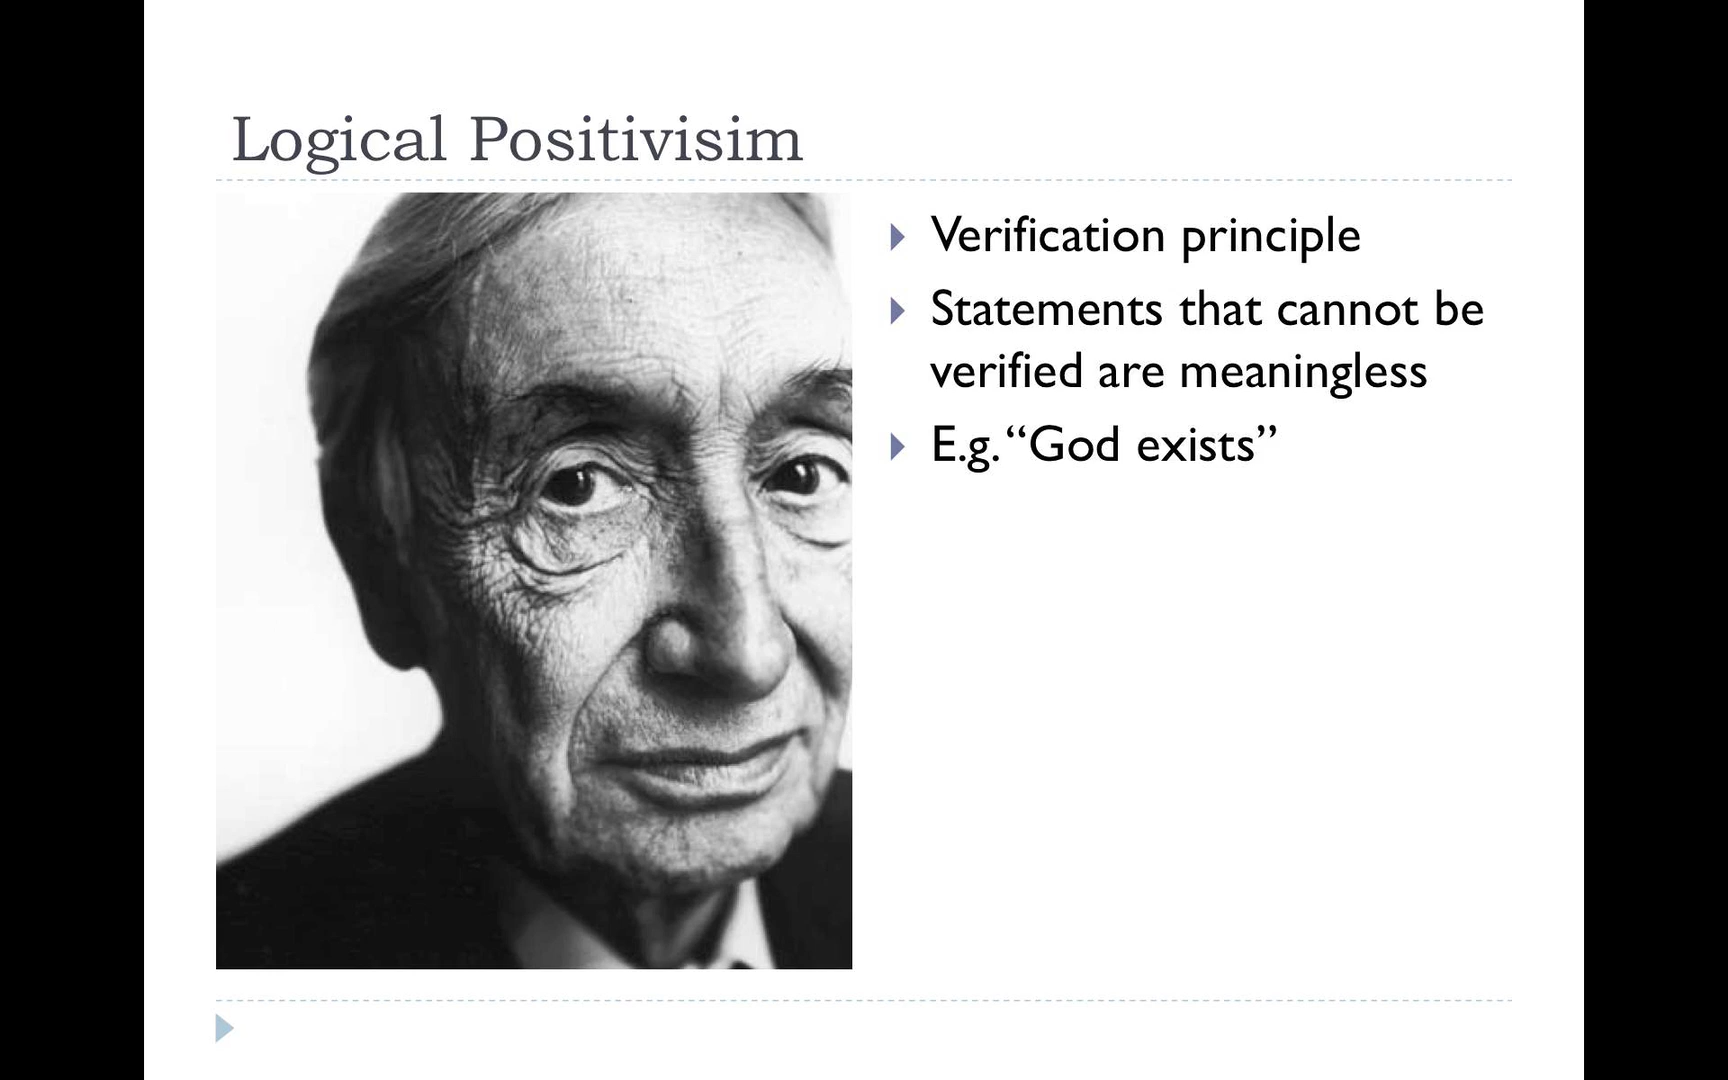 Logical Positivisim
Verification principle
Statements that cannot be
verified are meaningless
E.g. “God exists”